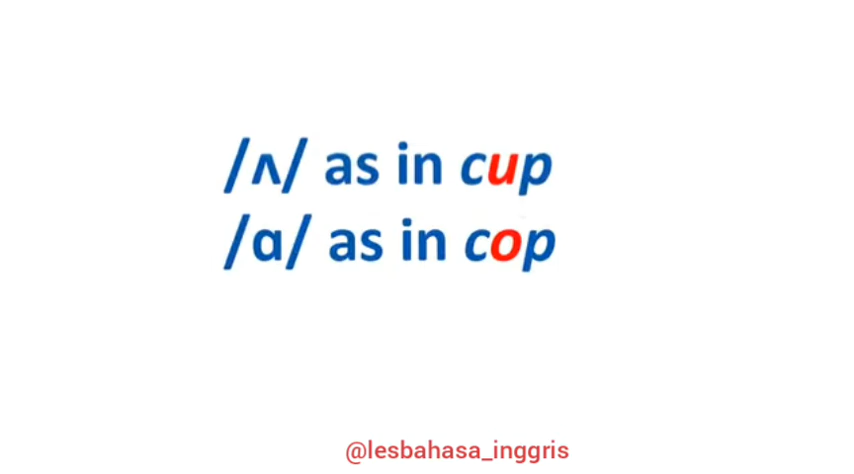 /ʌ/ as in cup
/ɑ/ as in cop
@lesbahasa_inggris